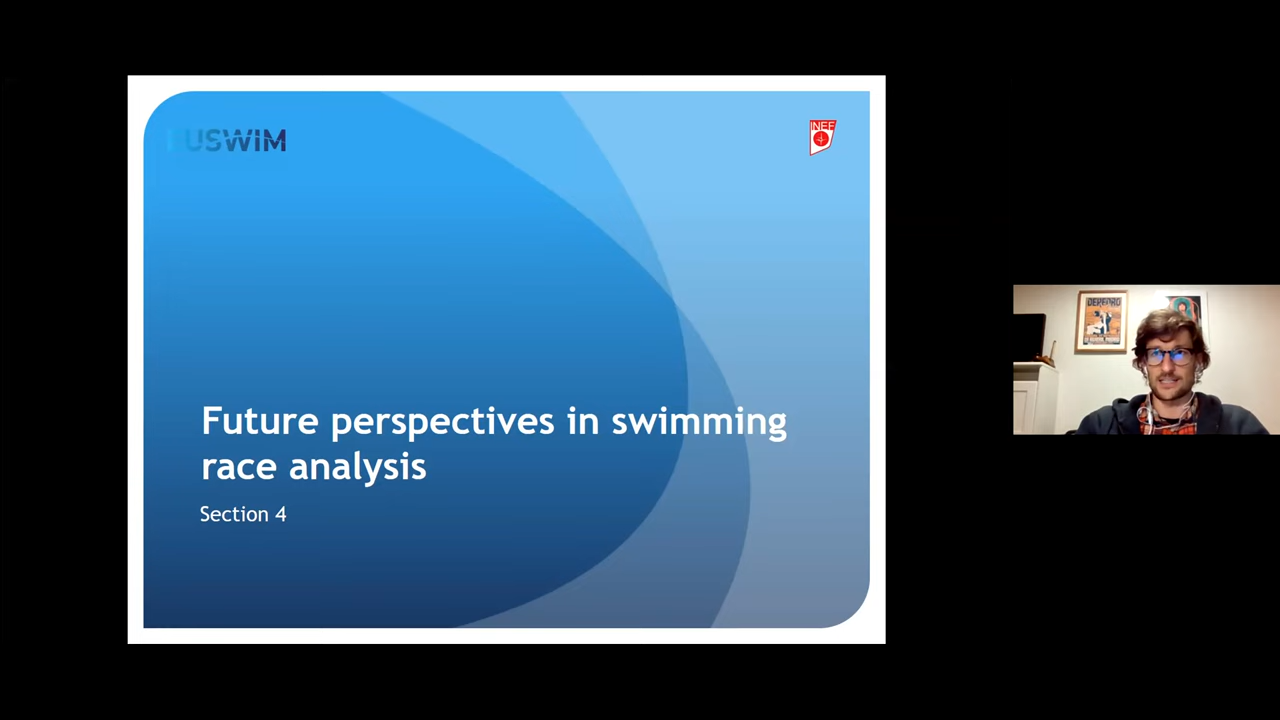 USWIM
INEF
Future perspectives in swimming
race analysis
Section 4